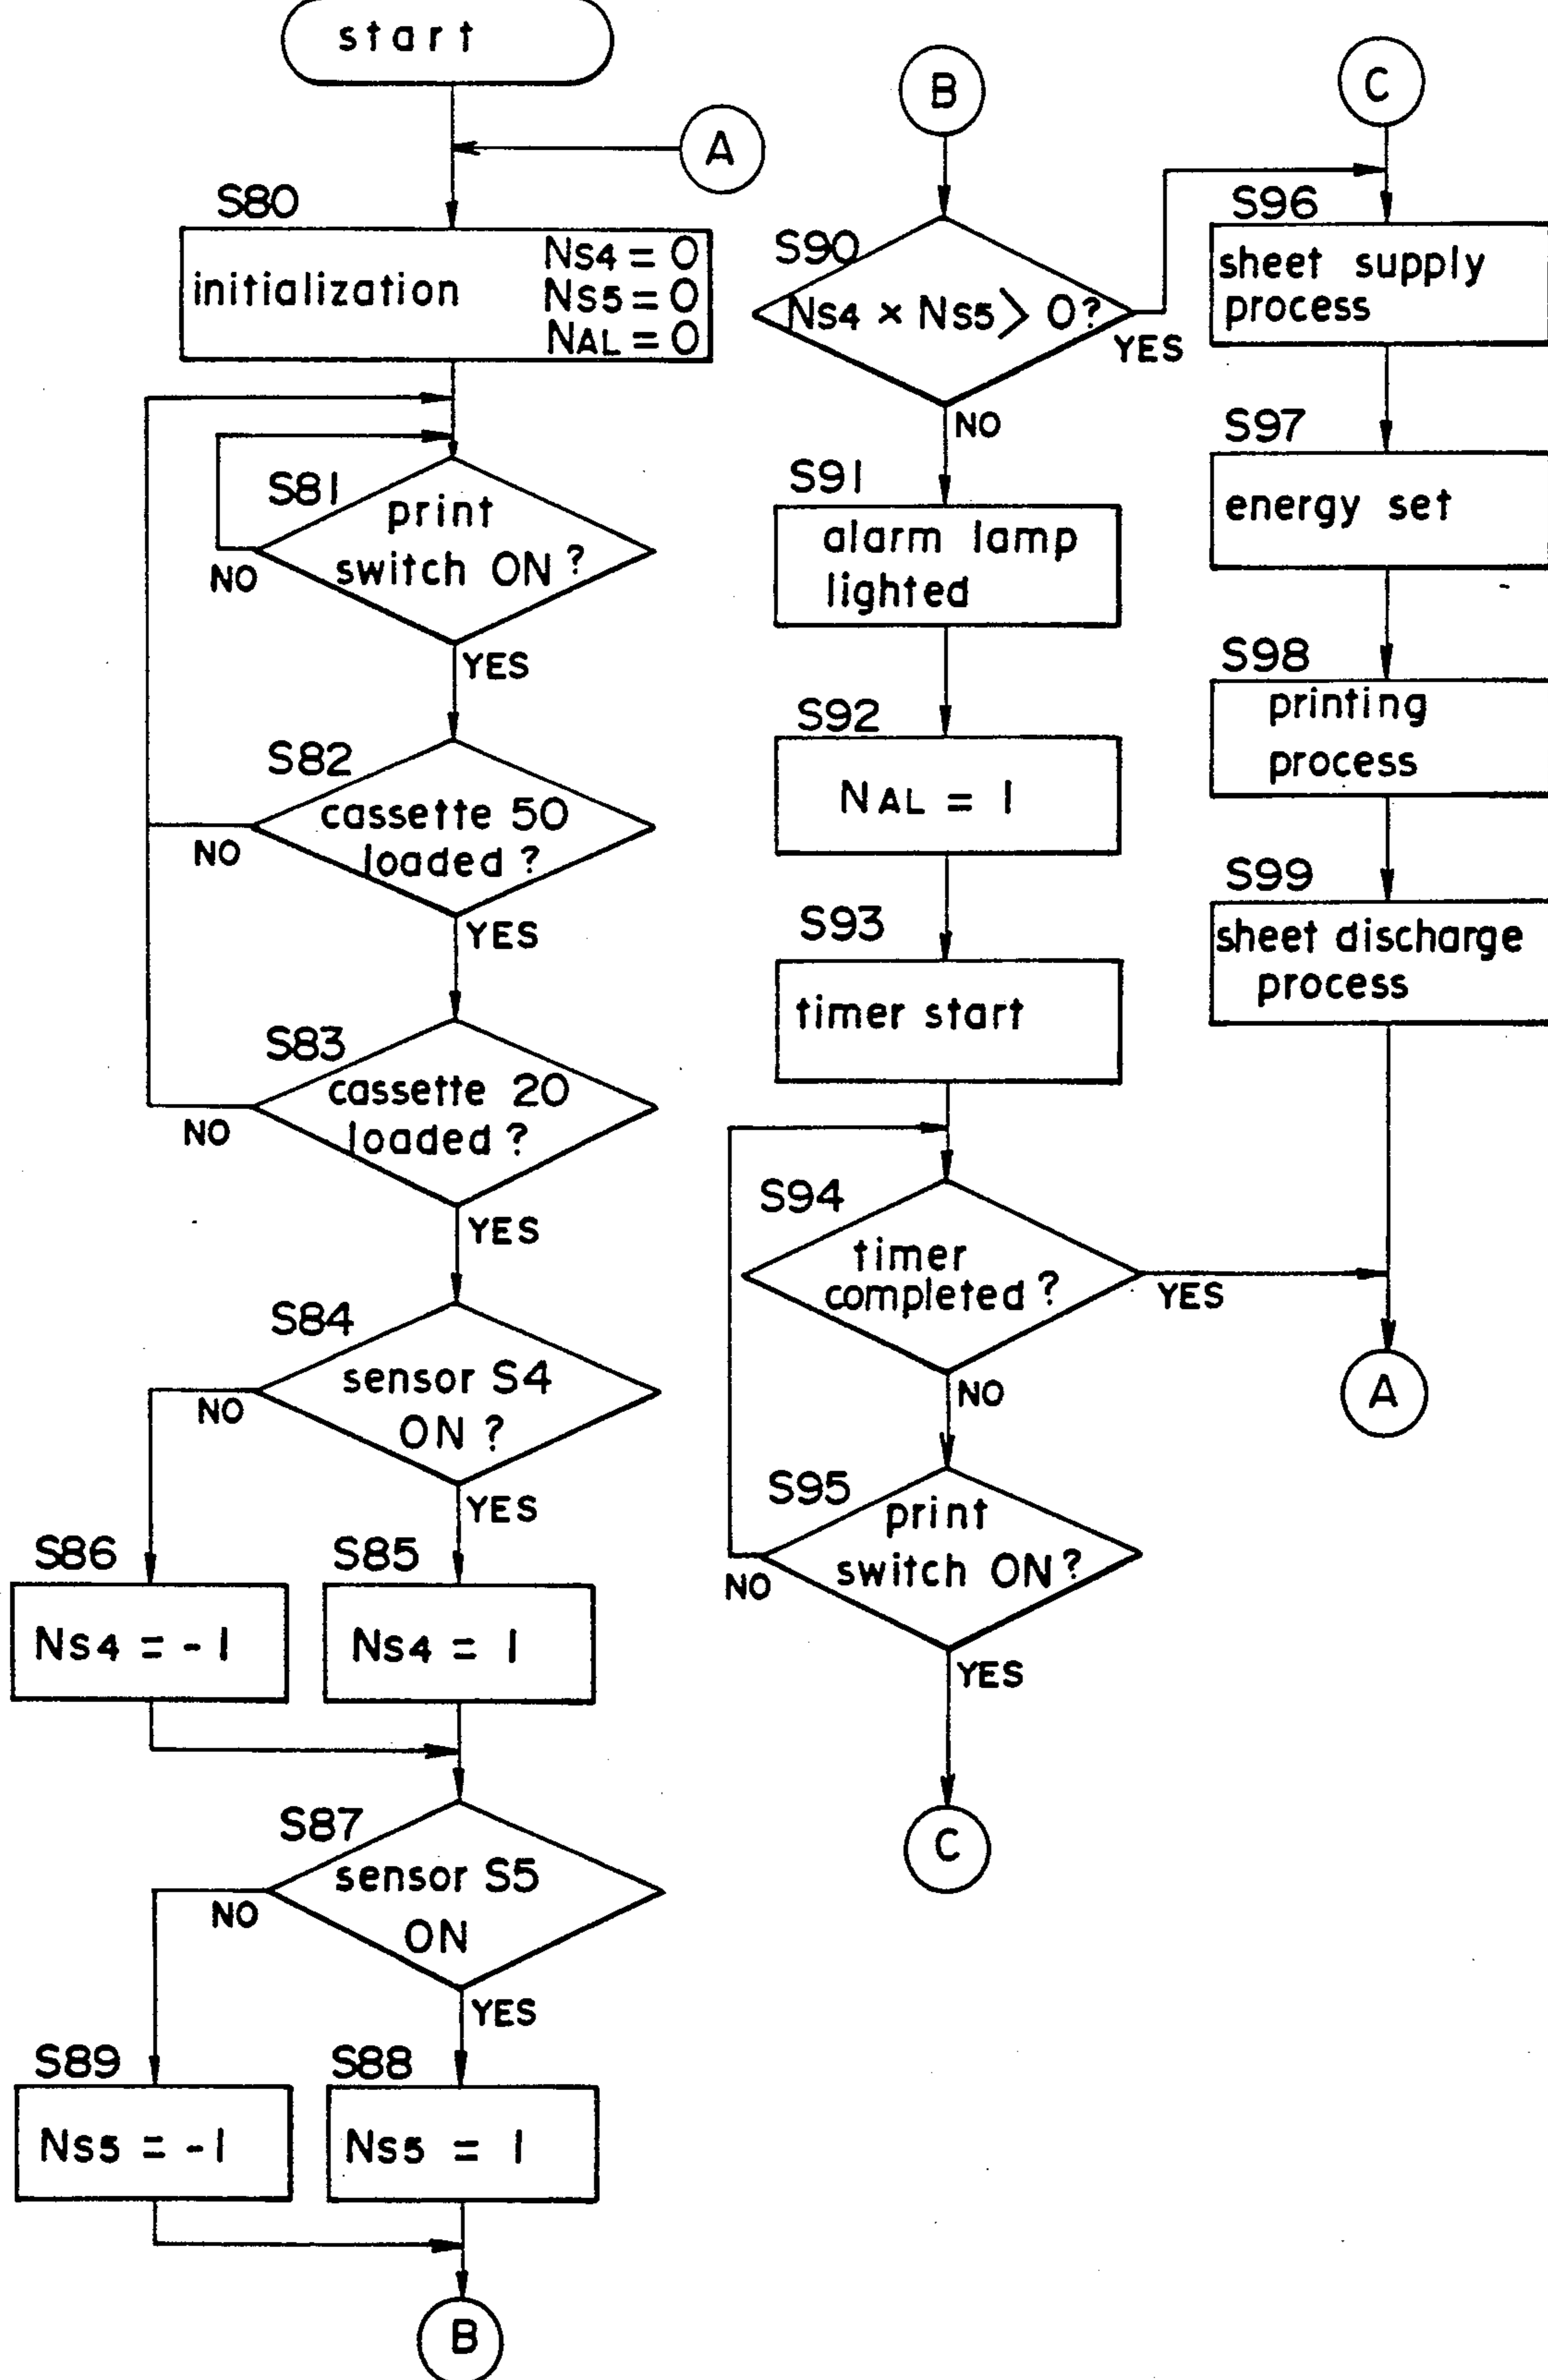 start
A
S80
initialization
NS4 = 0
NS5 = 0
NAL = 0
S81
print
switch ON ?
NO
YES
S82
cassette 50
loaded ?
NO
YES
S83
cassette 20
loaded ?
NO
YES
S84
sensor S4
ON ?
NO
YES
S86
NS4 = -1
S85
NS4 = 1
S87
sensor S5
ON
NO
YES
S89
NS5 = -1
S88
NS5 = 1
B
B
S90
NS4 × NS5 > 0 ?
YES
NO
S91
alarm lamp
lighted
S92
NAL = 1
S93
timer start
S94
timer
completed ?
YES
NO
S95
print
switch ON ?
NO
YES
C
C
S96
sheet supply
process
S97
energy set
S98
printing
process
S99
sheet discharge
process
A